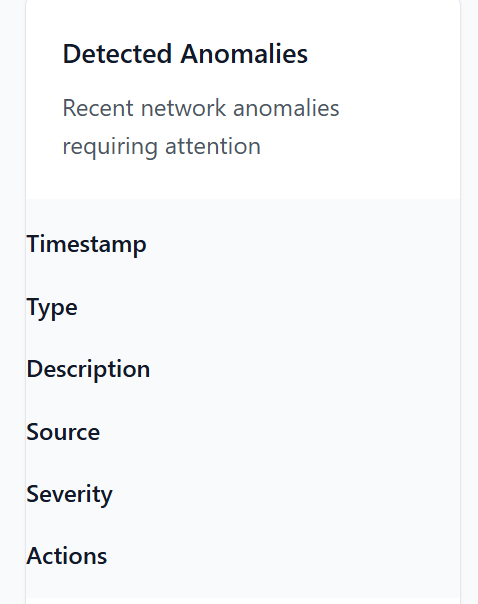 Detected Anomalies
Recent network anomalies
requiring attention
Timestamp
Type
Description
Source
Severity
Actions